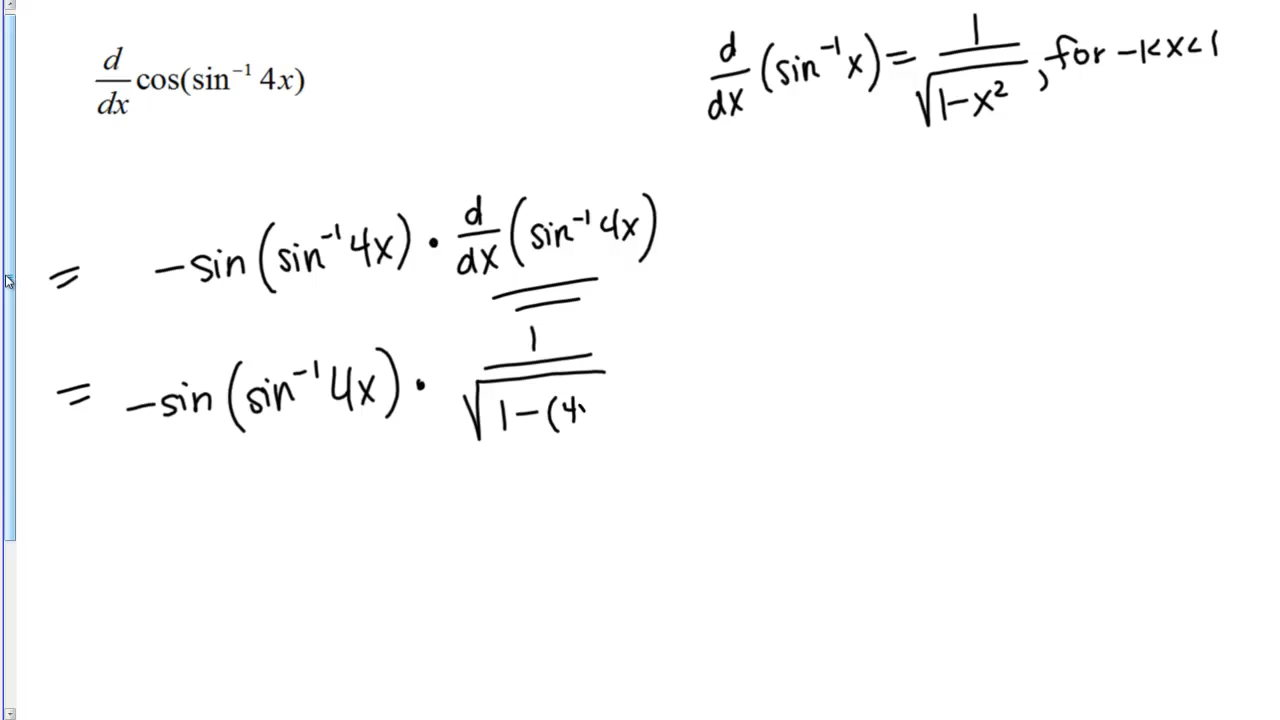 d/dx cos(sin⁻¹ 4x)
d/dx (sin⁻¹ x) = 1/√(1-x²), for -1<x<1
= -sin(sin⁻¹ 4x) · d/dx (sin⁻¹ 4x)
= -sin(sin⁻¹ 4x) · 1/√(1-(4